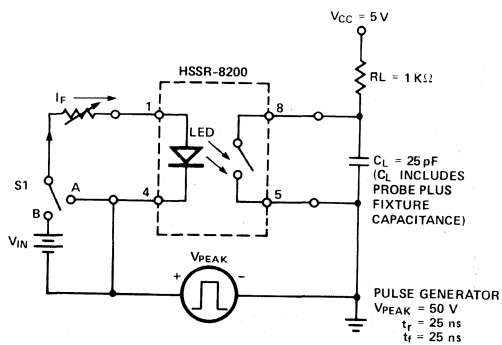 VCC = 5 V
HSSR-8200
RL = 1 KΩ
IF
1
8
LED
CL = 25 pF
(CL INCLUDES
PROBE PLUS
FIXTURE
CAPACITANCE)
S1
A
4
5
B
VIN
VPEAK
+
−
PULSE GENERATOR
VPEAK = 50 V
tr = 25 ns
tf = 25 ns